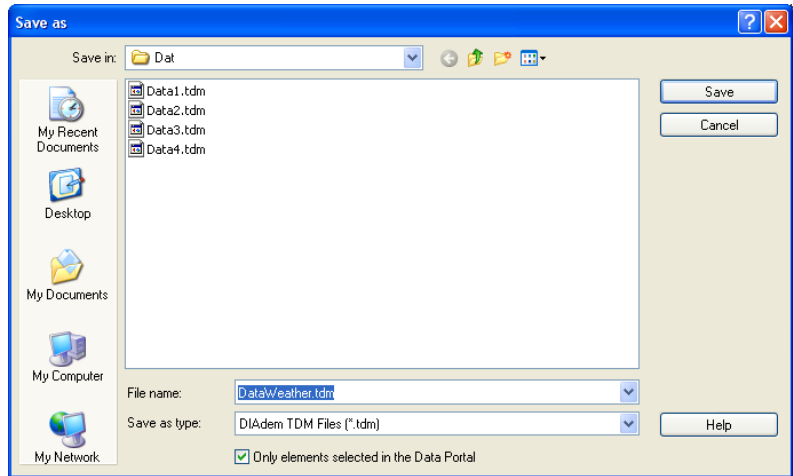 Save as
Save in: Dat
My Recent
Documents
Desktop
My Documents
My Computer
My Network
Data1.tdm
Data2.tdm
Data3.tdm
Data4.tdm
Save
Cancel
File name: DataWeather.tdm
Save as type: DIAdem TDM Files (*.tdm)
Help
Only elements selected in the Data Portal